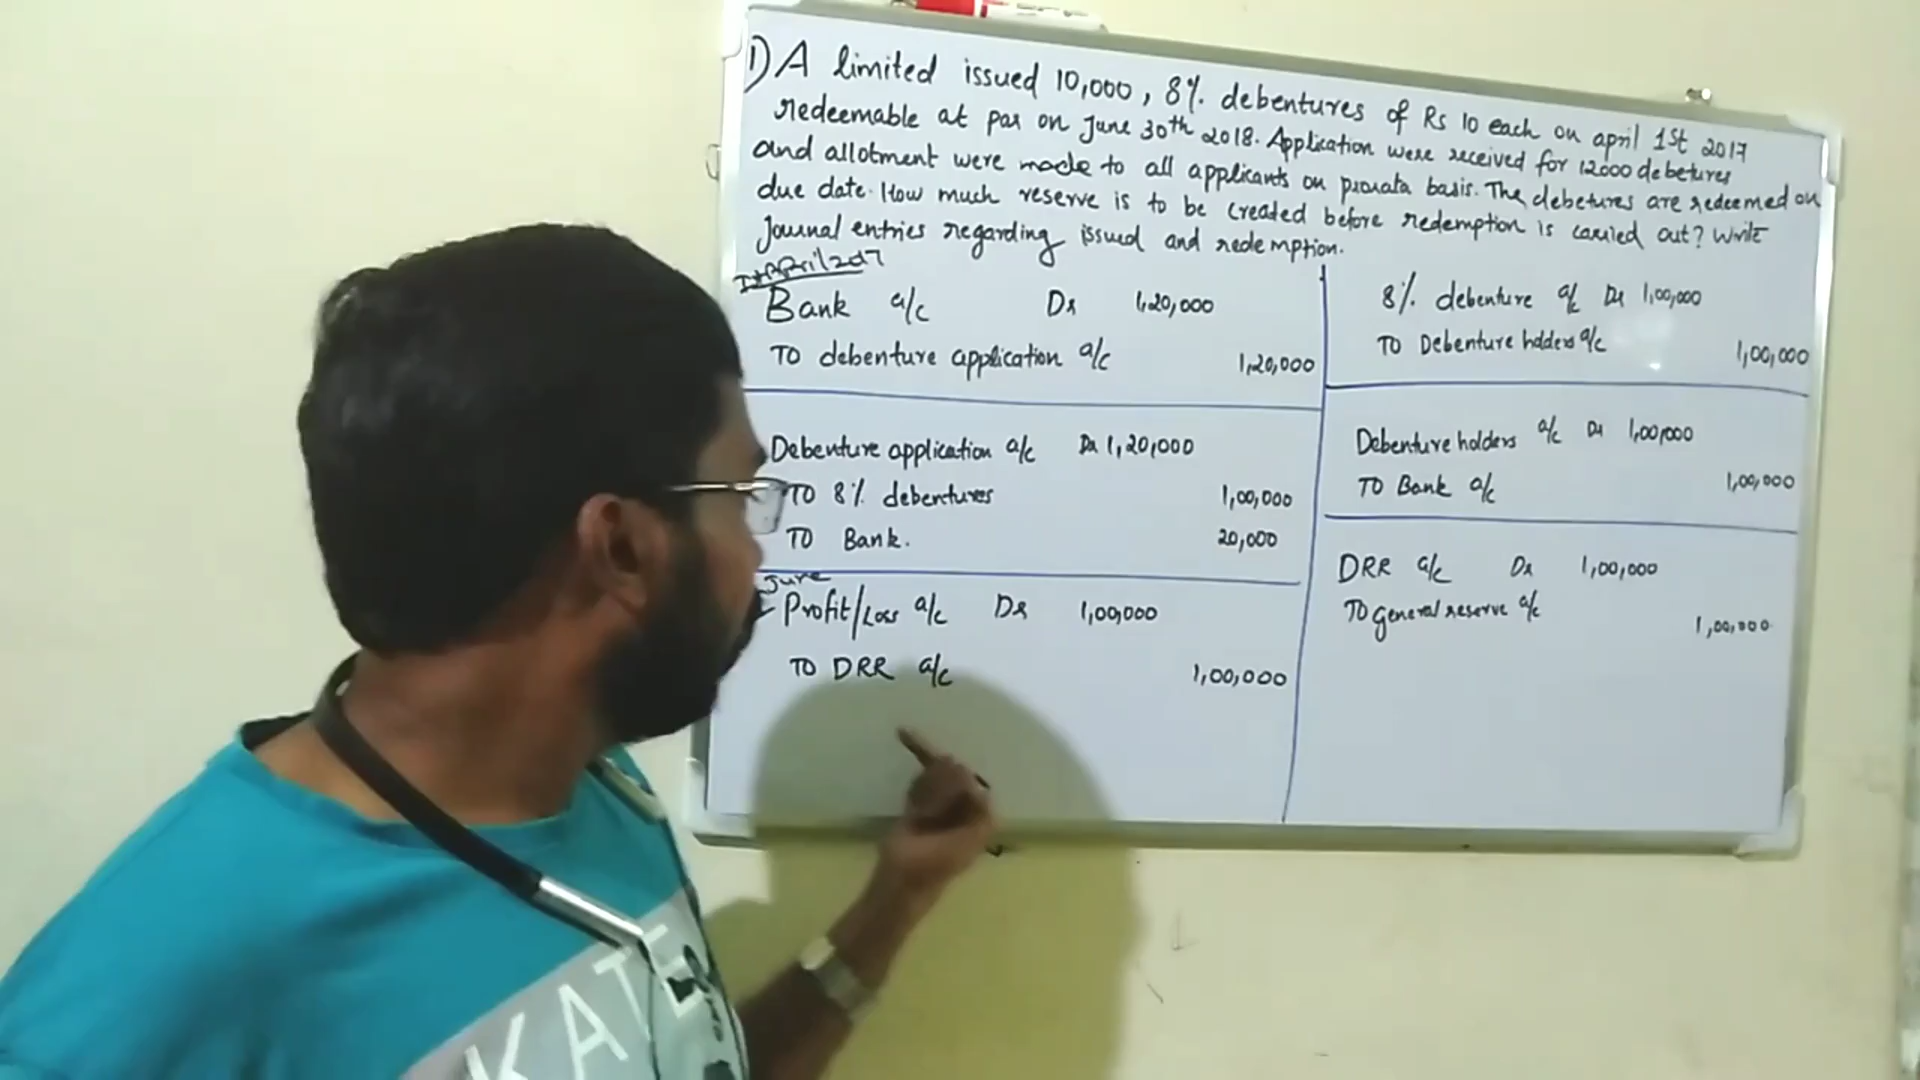 1) A limited issued 10,000, 8% debentures of Rs 10 each on april 1st 2017
redeemable at par on June 30th 2018. Application were received for 12000 debetures
and allotment were made to all applicants on prorata basis. The debetures are redeemed on
due date. How much reserve is to be created before redemption is carried out? Write
Journal entries regarding issued and redemption.
1st April 2017
Bank a/c Dr 1,20,000
TO debenture application a/c 1,20,000
Debenture application a/c Dr 1,20,000
TO 8% debentures 1,00,000
TO Bank. 20,000
June
Profit/Loss a/c Dr 1,00,000
TO DRR a/c 1,00,000
8% debenture a/c Dr 1,00,000
TO Debenture holders a/c 1,00,000
Debenture holders a/c Dr 1,00,000
TO Bank a/c 1,00,000
DRR a/c Dr 1,00,000
TO general reserve a/c 1,00,000
KATE